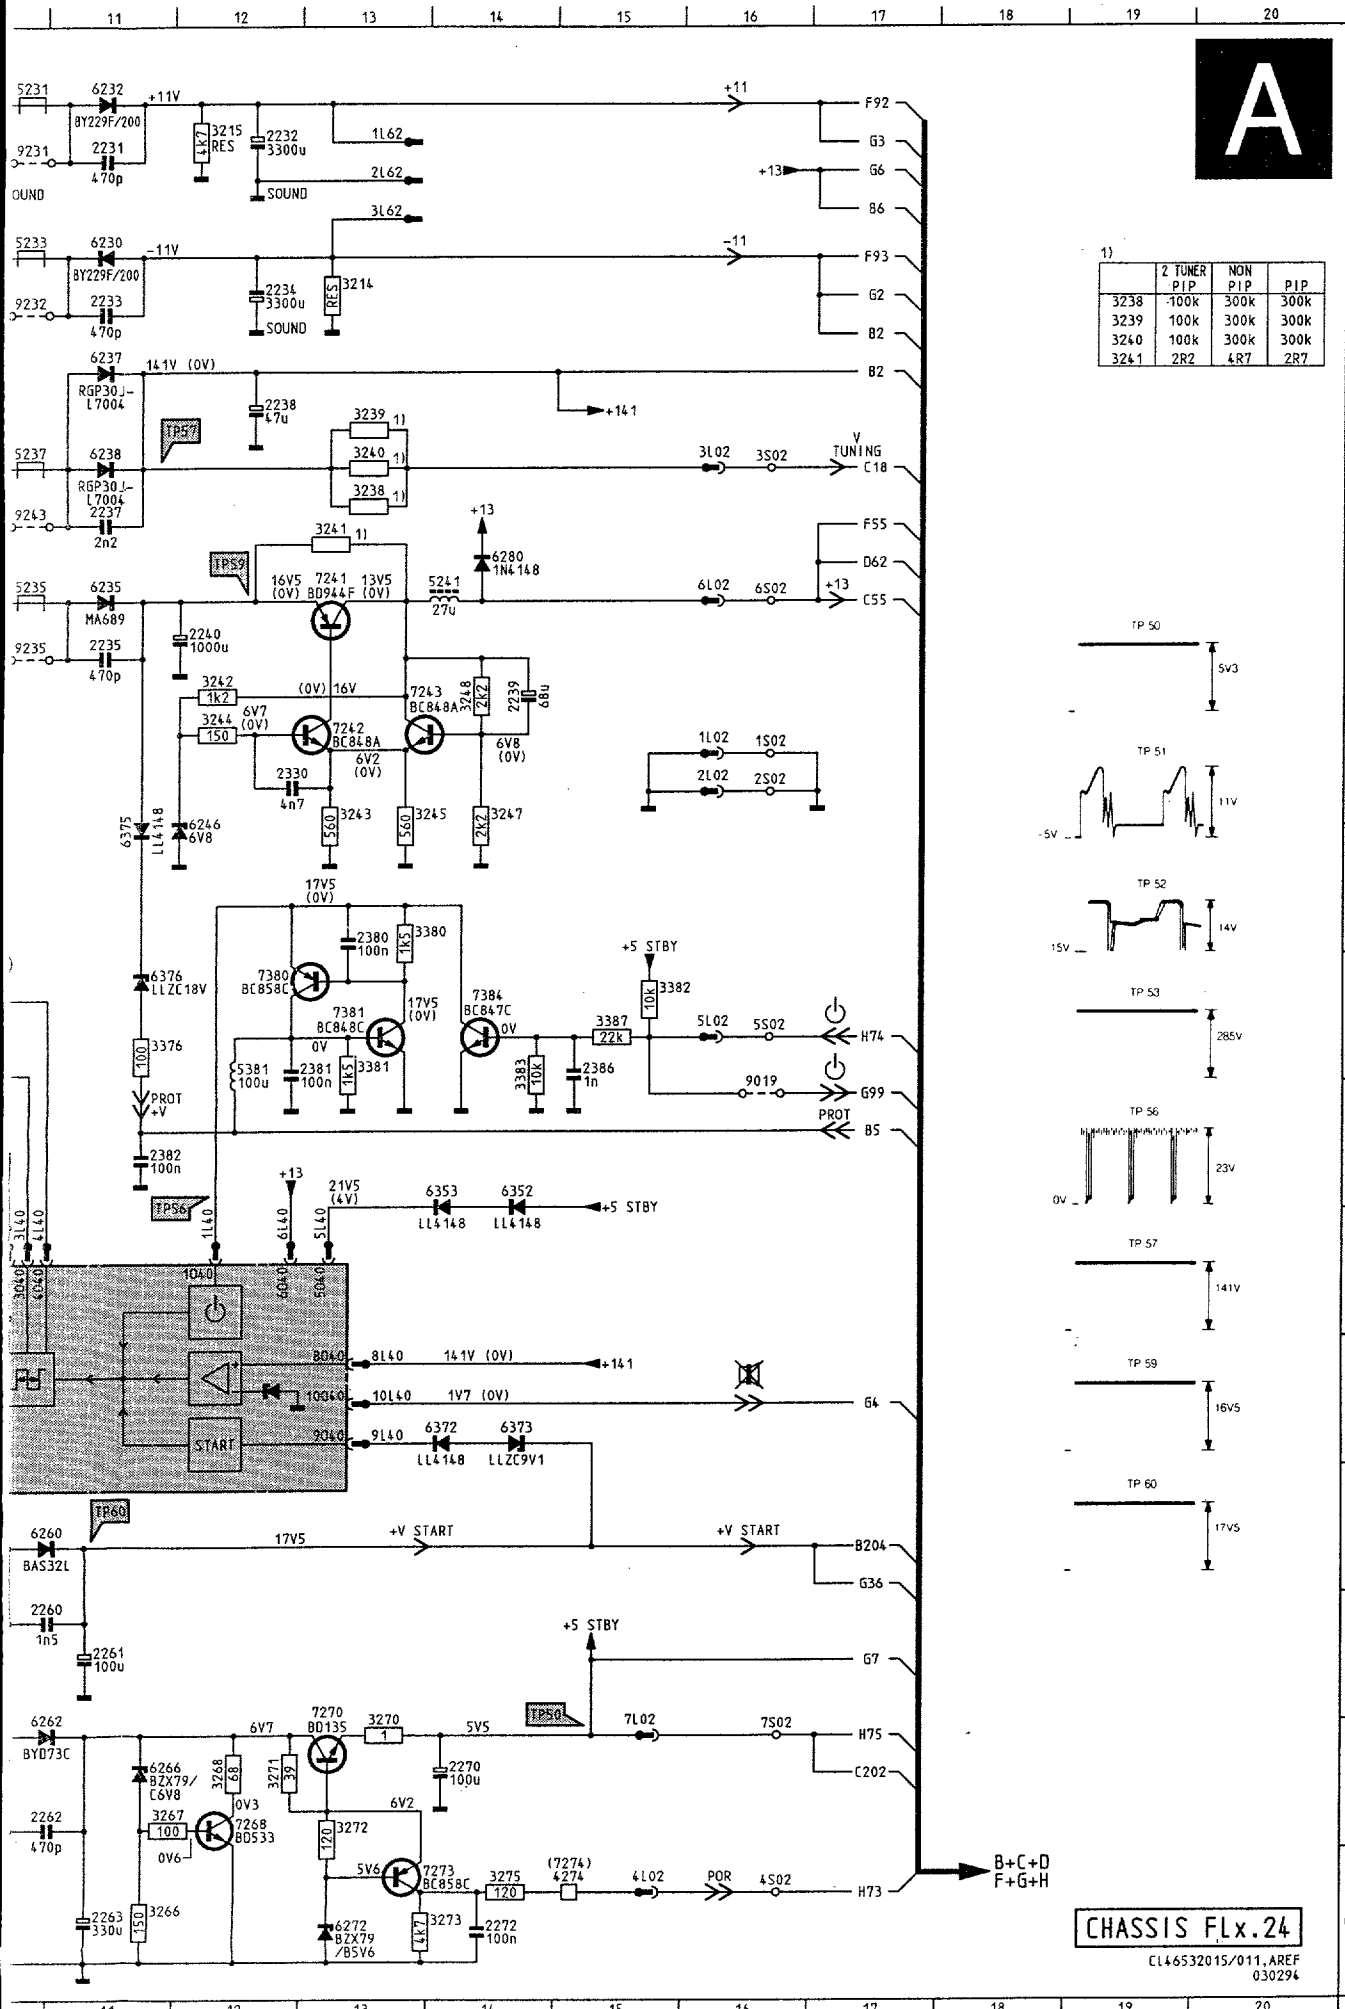 11 12 13 14 15 16 17 18 19 20
A
5231 6232 +11V +11 F92
BY229F/200 3215 RES 4k7 2232 3300u 1L62 G3
9231 2231 470p 2L62 +13 G6
OUND SOUND
3L62 B6
5233 6230 -11V -11 F93
BY229F/200 2234 3300u RES 3214 G2
9232 2233 470p SOUND B2
1)
2 TUNER PIP NON PIP PIP
3238 100k 300k 300k
3239 100k 300k 300k
3240 100k 300k 300k
3241 2R2 4R7 2R7
6237 141V (0V) B2
RGP30J-L7004 2238 47u 3239 1) +141
TP57
5237 6238 3240 1) 3L02 3S02 V TUNING C18
RGP30J-L7004 3238 1)
9243 2237 2n2 3241 1) +13 F55
TP59 6280 1N4148 D62
5235 6235 16V5 (0V) 7241 BD944F 13V5 (0V) 5241 27u 6L02 6S02 +13 C55
MA689 2240 1000u
9235 2235 470p
3242 1k2 (0V) 16V 7243 BC848A 3248 2k2 2239 68u
3244 150 6V7 (0V) 7242 BC848A 6V2 (0V) 6V8 (0V) 1L02 1S02
2330 4n7 2L02 2S02
6375 LL4148 6246 6V8 560 3243 560 3245 2k2 3247
17V5 (0V)
2380 100n 1k5 3380 +5 STBY
6376 LLZC18V 7380 BC858C 7381 BC848C 17V5 (0V) 7384 BC847C 10k 3382
0V 0V 3387 22k 5L02 5S02 H74
100 3376 5381 100u 2381 100n 1k5 3381 3383 10k 2386 1n 9019 G99
PROT +V PROT B5
2382 100n
TP56 +13 21V5 (4V) 6353 6352 +5 STBY
LL4148 LL4148
3L40 4L40 1L40 6L40 5L40
3040 4040 1040 6040 5040
8040 8L40 141V (0V) +141
10040 10L40 1V7 (0V) G4
START 9040 9L40 6372 6373
LL4148 LLZC9V1
TP60
6260 17V5 +V START +V START B204
BAS32L G36
2260 1n5 2261 100u +5 STBY
G7
6262 6V7 7270 BD135 3270 1 5V5 TP50 7L02 7S02 H75
BYD73C 6266 BZX79/C6V8 3268 68 3271 39 2270 100u C202
2262 470p 3267 100 0V3 7268 BD533 120 3272 6V2
0V6 5V6 7273 BC858C 3275 120 (7274) 4274 4L02 POR 4S02 H73
2263 330u 150 3266 6272 BZX79/B5V6 4k7 3273 2272 100n
B+C+D
F+G+H
TP 50
5V3
TP 51
11V
-5V
TP 52
14V
15V
TP 53
285V
TP 56
23V
0V
TP 57
141V
TP 59
16V5
TP 60
17V5
CHASSIS FLx.24
CL46532015/011,AREF
030294
12 13 14 15 16 17 18 19 20